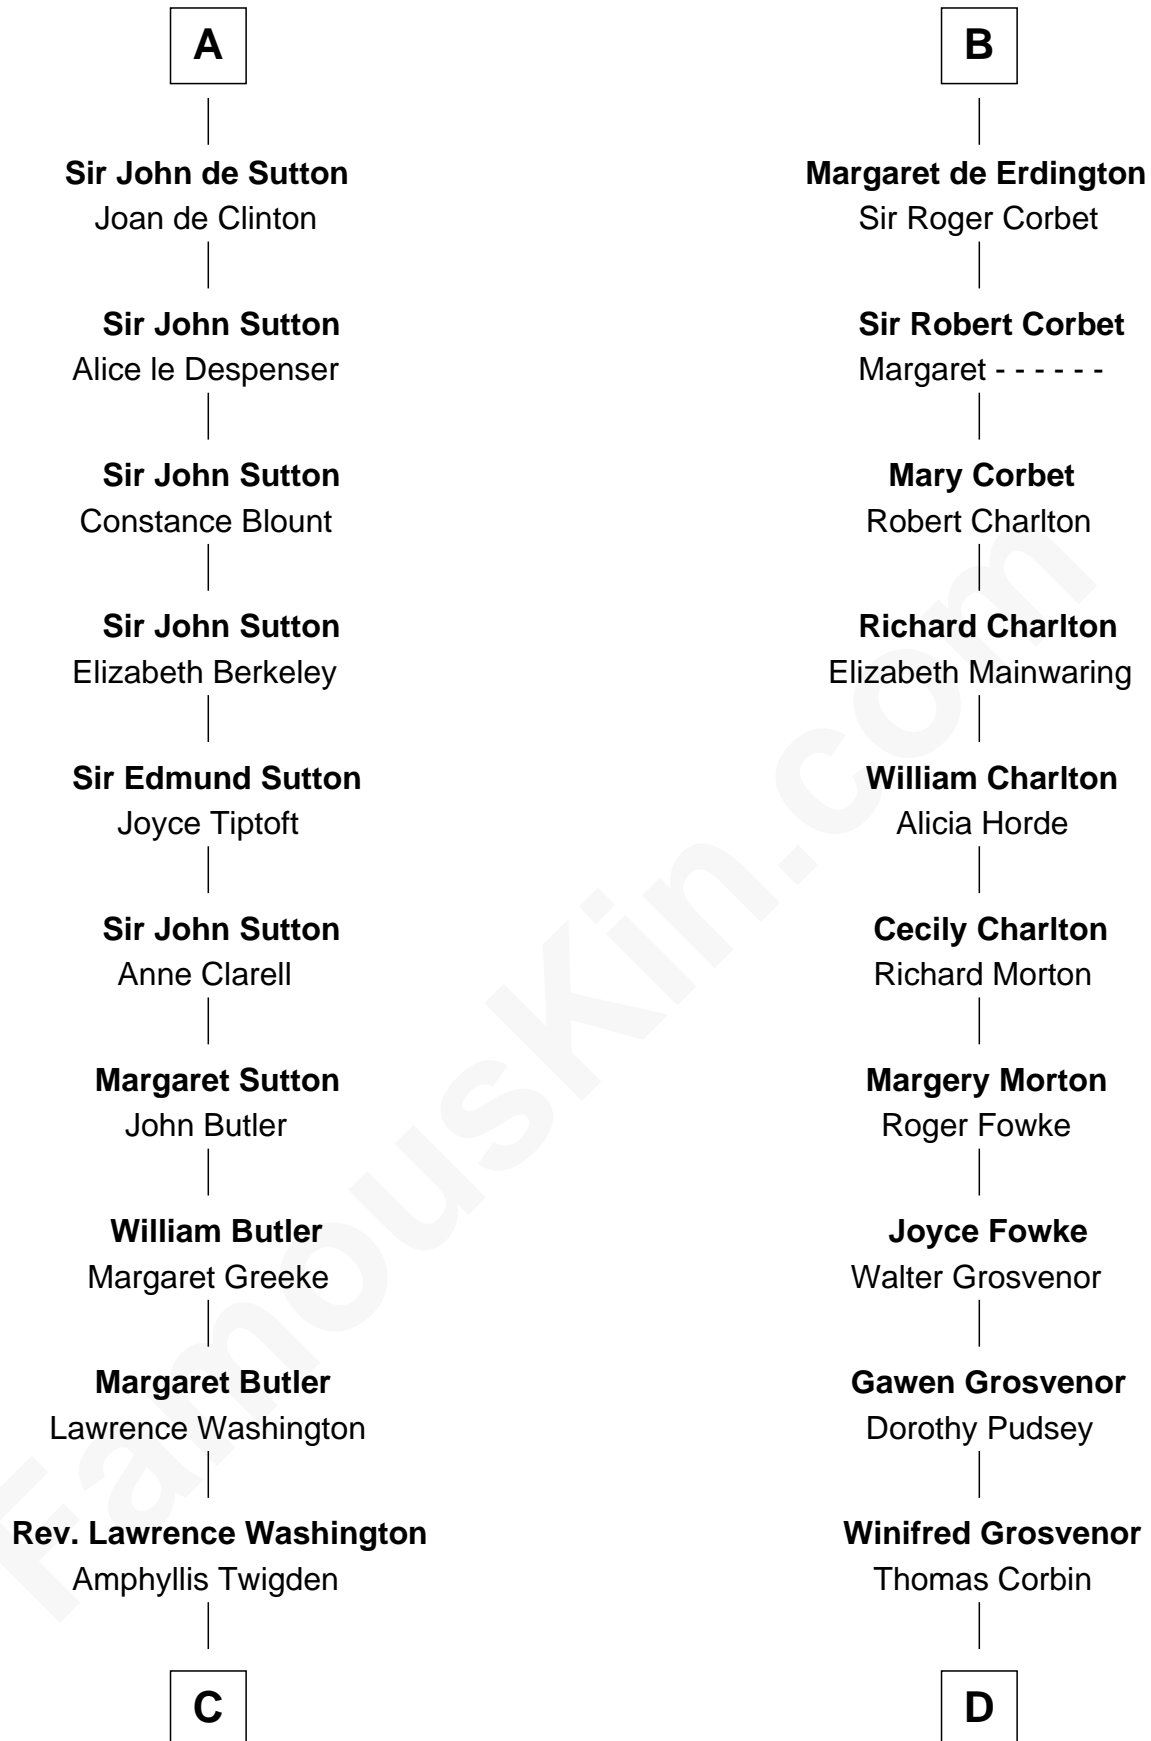 A
Sir John de Sutton
Joan de Clinton
Sir John Sutton
Alice le Despenser
Sir John Sutton
Constance Blount
Sir John Sutton
Elizabeth Berkeley
Sir Edmund Sutton
Joyce Tiptoft
Sir John Sutton
Anne Clarell
Margaret Sutton
John Butler
William Butler
Margaret Greeke
Margaret Butler
Lawrence Washington
Rev. Lawrence Washington
Amphyllis Twigden
C
B
Margaret de Erdington
Sir Roger Corbet
Sir Robert Corbet
Margaret - - - - - -
Mary Corbet
Robert Charlton
Richard Charlton
Elizabeth Mainwaring
William Charlton
Alicia Horde
Cecily Charlton
Richard Morton
Margery Morton
Roger Fowke
Joyce Fowke
Walter Grosvenor
Gawen Grosvenor
Dorothy Pudsey
Winifred Grosvenor
Thomas Corbin
D
FamousKin.com